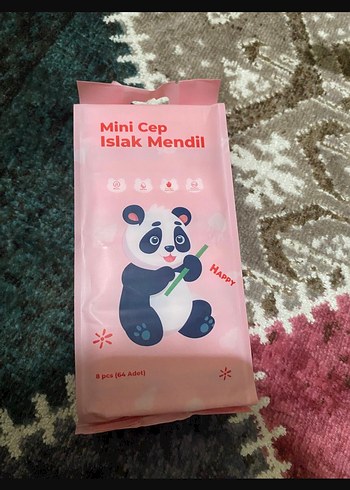 Mini Cep
Islak Mendil
HAPPY
8 pcs (64 Adet)